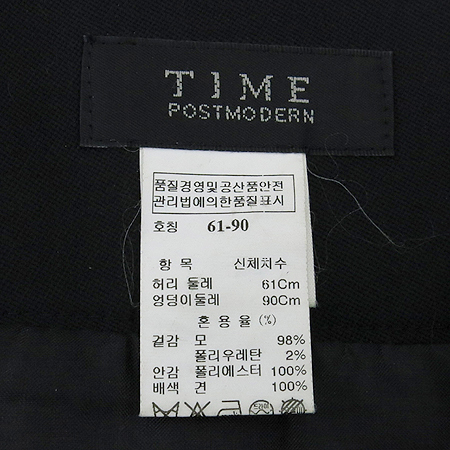 TIME
POSTMODERN
품질경영및공산품안전
관리법에의한품질표시
호칭 61-90
항 목 신체치수
허리 둘레 61Cm
엉덩이둘레 90Cm
혼 용 율 (%)
겉감 모 98%
폴리우레탄 2%
안감 폴리에스터 100%
배색 견 100%